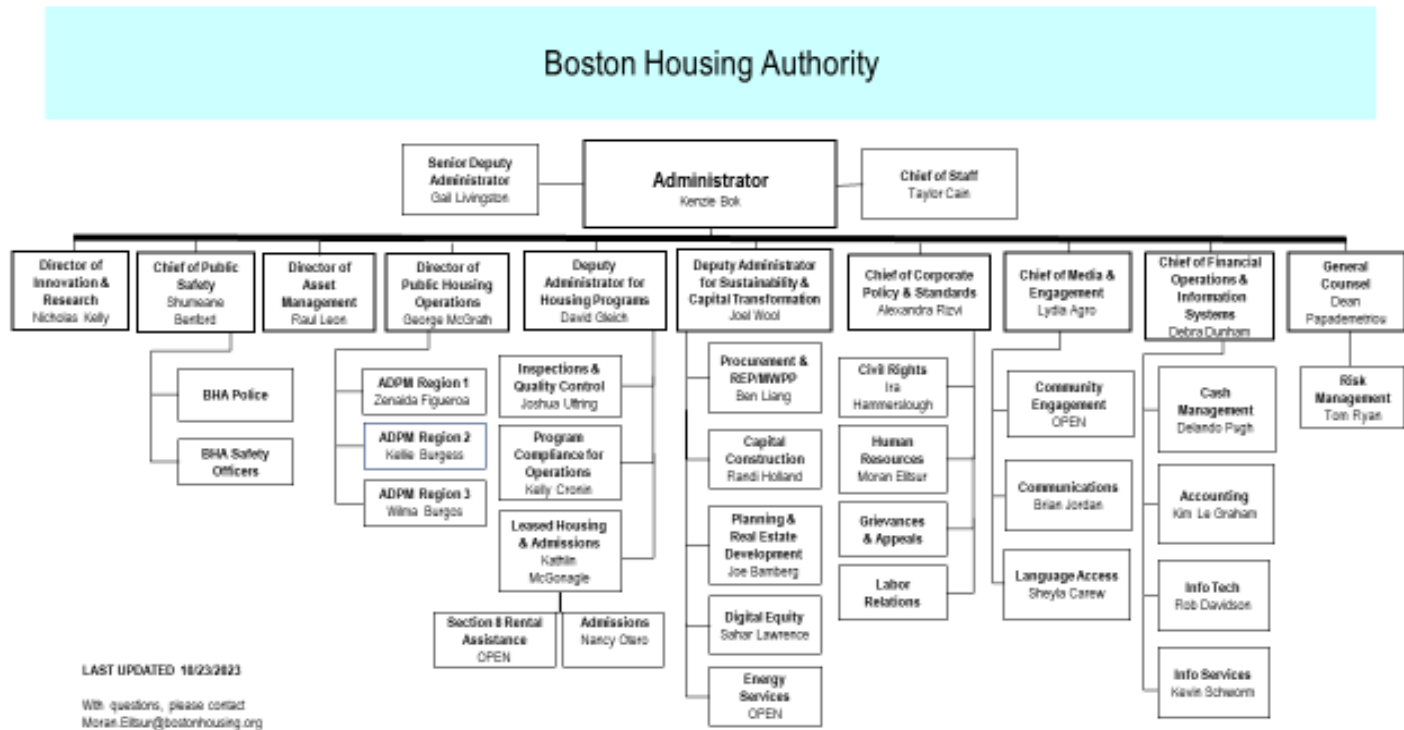 Boston Housing Authority
Senior Deputy
Administrator
Gail Livingston
Administrator
Kenzie Bok
Chief of Staff
Taylor Cain
Director of
Innovation &
Research
Nicholas Kelly
Chief of Public
Safety
Shumeane
Benford
Director of
Asset
Management
Raul Leon
Director of
Public Housing
Operations
George McGrath
Deputy
Administrator for
Housing Programs
David Gleich
Deputy Administrator
for Sustainability &
Capital Transformation
Joel Wool
Chief of Corporate
Policy & Standards
Alexandra Rizvi
Chief of Media &
Engagement
Lydia Agro
Chief of Financial
Operations &
Information
Systems
Debra Dunham
General
Counsel
Dean
Papademetriou
BHA Police
BHA Safety
Officers
ADPM Region 1
Zenaida Figueroa
ADPM Region 2
Kellie Burgess
ADPM Region 3
Wilma Burgos
Inspections &
Quality Control
Joshua
Program
Compliance for
Operations
Kelly Cronin
Leased Housing
& Admissions
Kathlin
McGonagle
Section 8 Rental
Assistance
OPEN
Admissions
Nancy Otero
Procurement &
REP/MWPP
Ben Liang
Capital
Construction
Randi Holland
Planning &
Real Estate
Development
Joe Bamberg
Digital Equity
Sahar Lawrence
Energy
Services
OPEN
Civil Rights
Ira
Hammerslough
Human
Resources
Moran Elitsur
Grievances
& Appeals
Labor
Relations
Community
Engagement
OPEN
Communications
Brian Jordan
Language Access
Sheyla Carew
Cash
Management
Delando Pugh
Accounting
Kim Le Graham
Info Tech
Rob Davidson
Info Services
Kevin Schworm
Risk
Management
Tom Ryan
LAST UPDATED 10/23/2023
With questions, please contact
Moran.Elitsur@bostonhousing.org